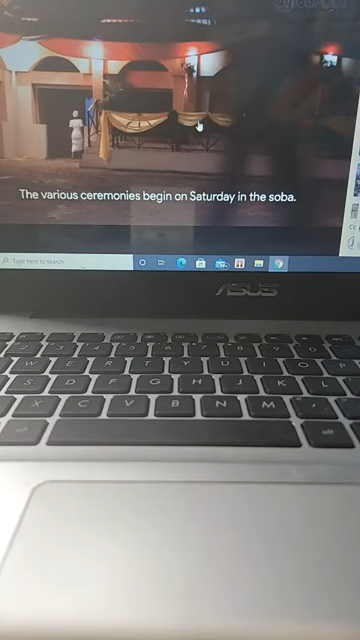 The various ceremonies begin on Saturday in the soba.
Type here to search
ASUS
W E R T Y U I O P
S D F G H J K L
X C V B N M